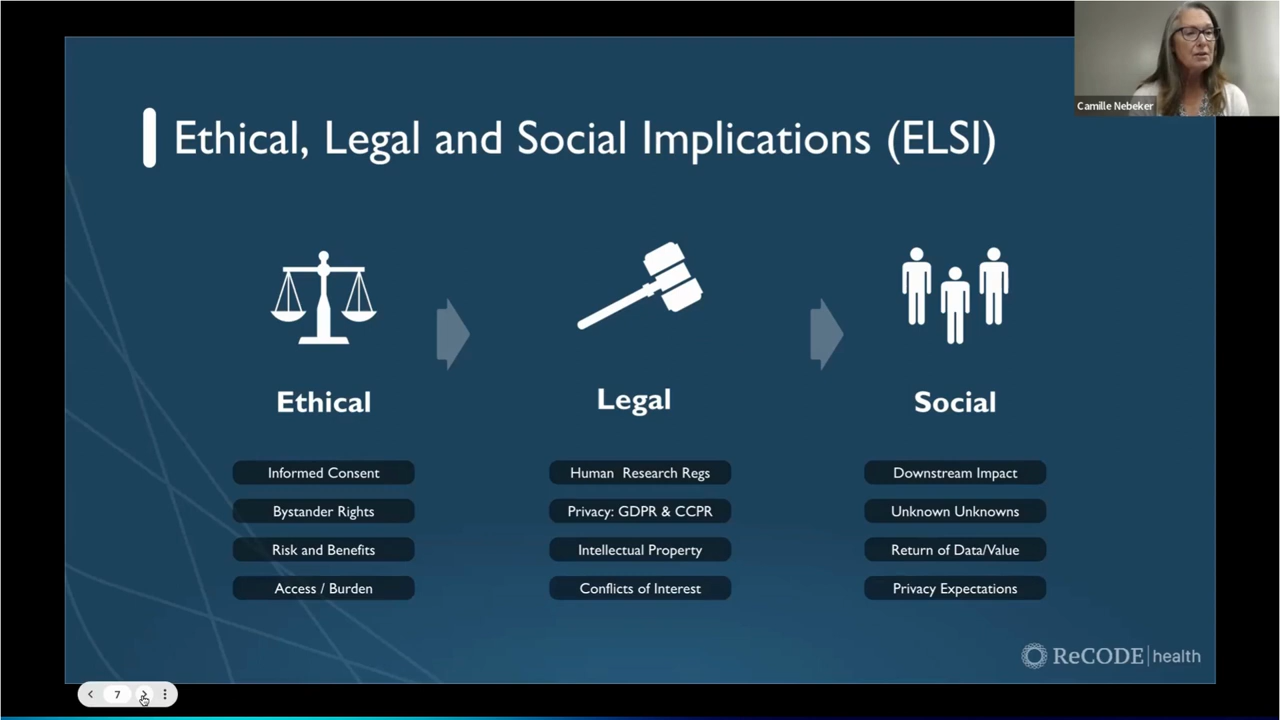 Camille Nebeker
Ethical, Legal and Social Implications (ELSI)
Ethical
Informed Consent
Bystander Rights
Risk and Benefits
Access / Burden
Legal
Human Research Regs
Privacy: GDPR & CCPR
Intellectual Property
Conflicts of Interest
Social
Downstream Impact
Unknown Unknowns
Return of Data/Value
Privacy Expectations
ReCODE health
7